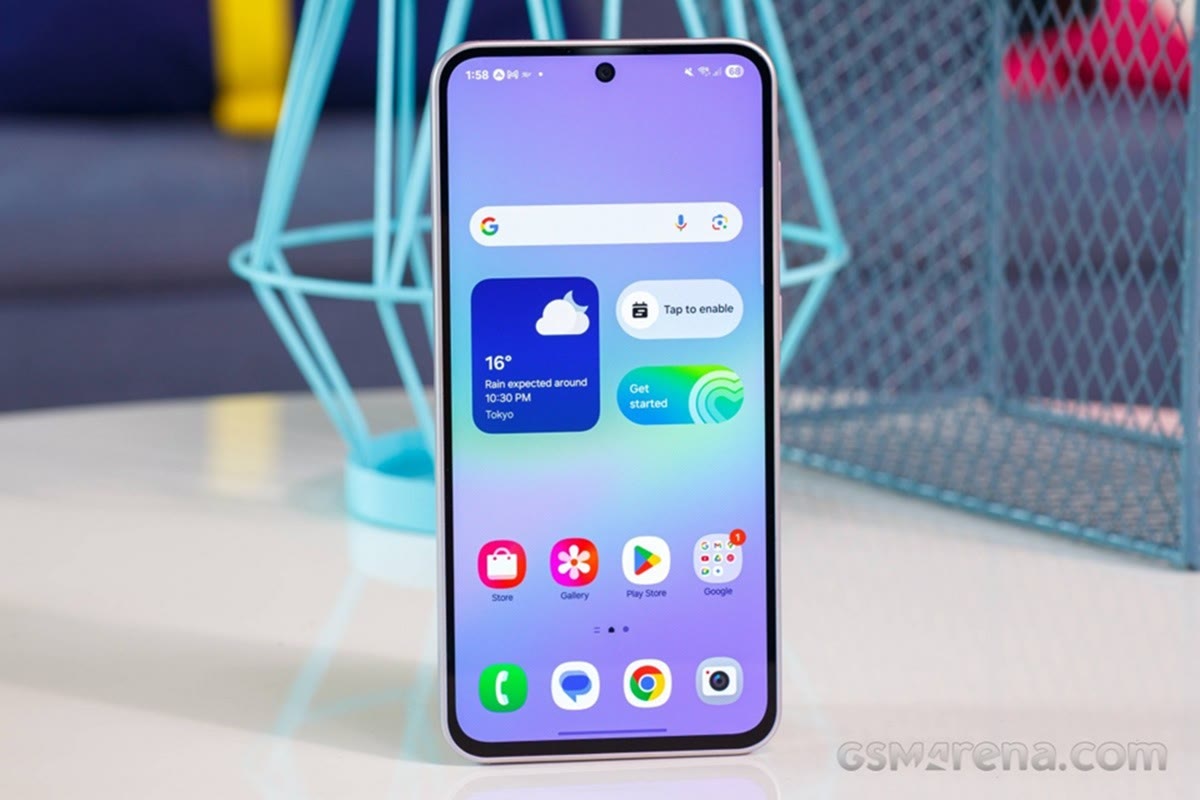 1:58
68
G
Tap to enable
16°
Rain expected around
10:30 PM
Tokyo
Get
started
1
Store
Gallery
Play Store
Google
GSMArena.com